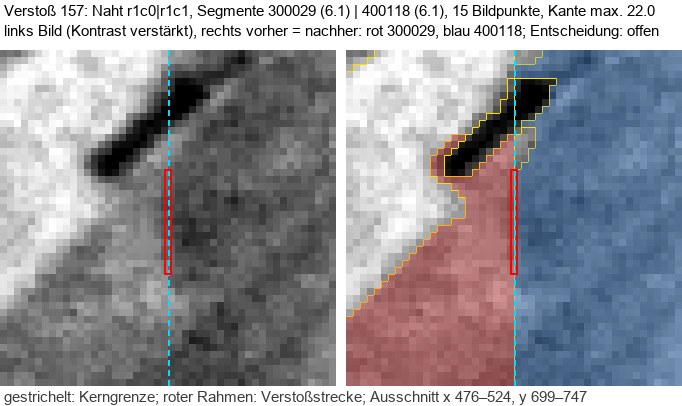 Verstoß 157: Naht r1c0|r1c1, Segmente 300029 (6.1) | 400118 (6.1), 15 Bildpunkte, Kante max. 22.0
links Bild (Kontrast verstärkt), rechts vorher = nachher: rot 300029, blau 400118; Entscheidung: offen
gestrichelt: Kerngrenze; roter Rahmen: Verstoßstrecke; Ausschnitt x 476–524, y 699–747